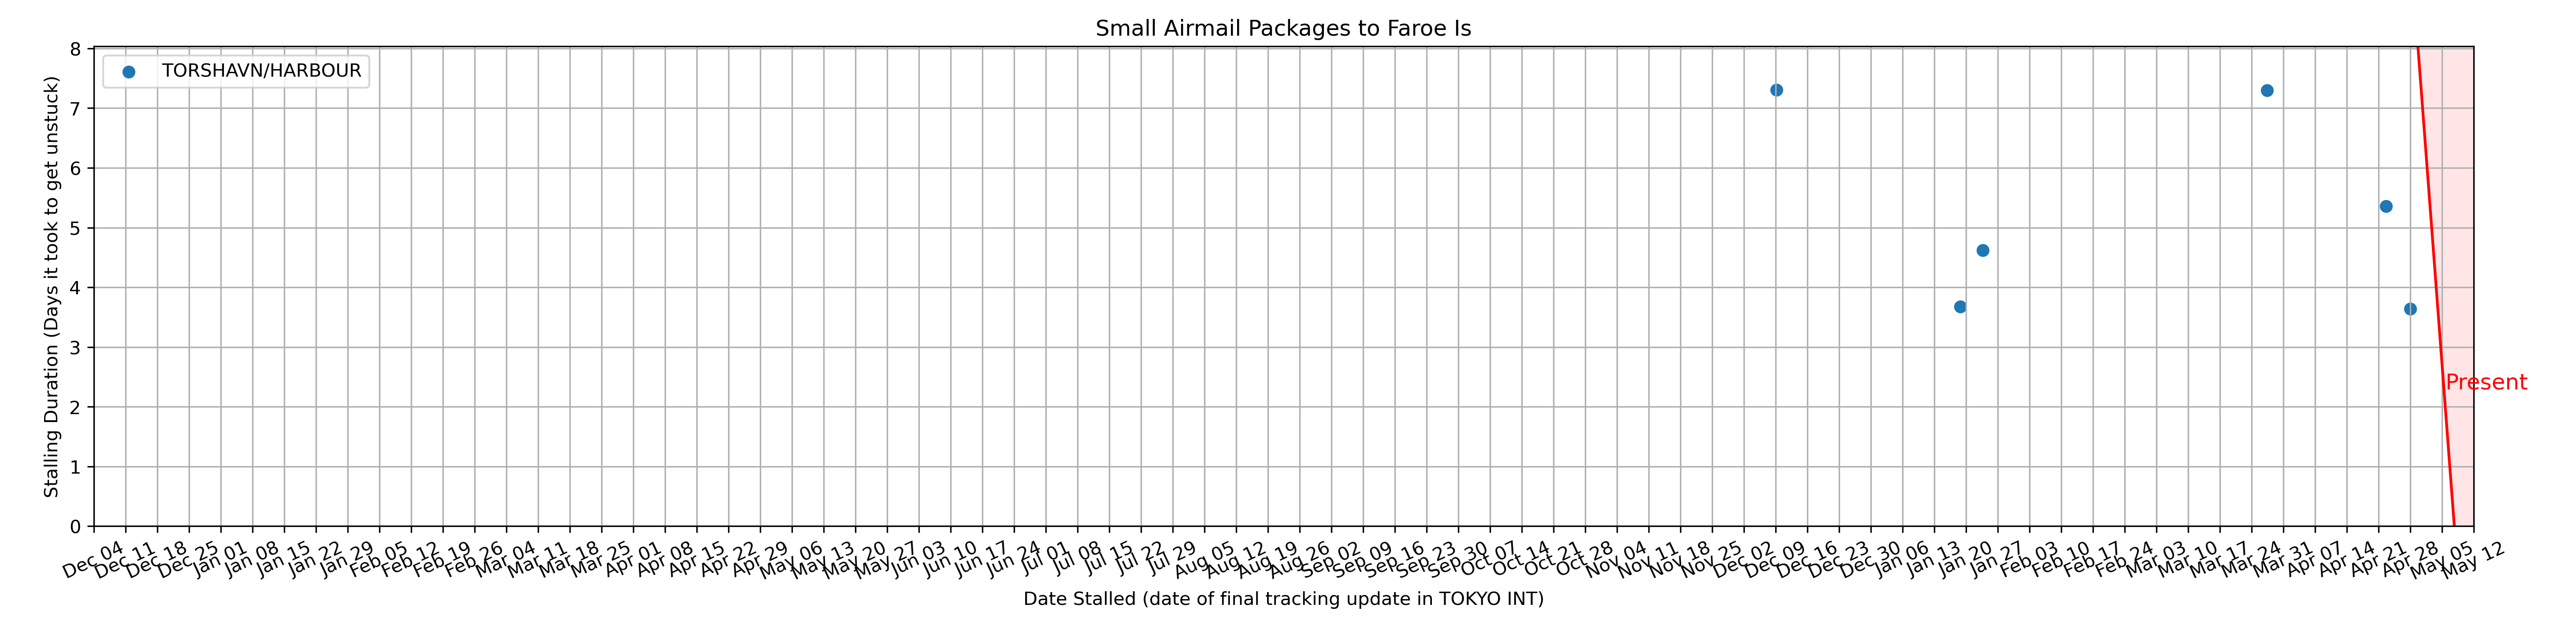 Small Airmail Packages to Faroe Is
TORSHAVN/HARBOUR
Stalling Duration (Days it took to get unstuck)
8
7
6
5
4
3
2
1
0
Present
Dec 04 Dec 11 Dec 18 Dec 25 Jan 01 Jan 08 Jan 15 Jan 22 Jan 29 Feb 05 Feb 12 Feb 19 Feb 26 Mar 04 Mar 11 Mar 18 Mar 25 Apr 01 Apr 08 Apr 15 Apr 22 Apr 29 May 06 May 13 May 20 May 27 Jun 03 Jun 10 Jun 17 Jun 24 Jul 01 Jul 08 Jul 15 Jul 22 Jul 29 Aug 05 Aug 12 Aug 19 Aug 26 Sep 02 Sep 09 Sep 16 Sep 23 Sep 30 Oct 07 Oct 14 Oct 21 Oct 28 Nov 04 Nov 11 Nov 18 Nov 25 Dec 02 Dec 09 Dec 16 Dec 23 Dec 30 Jan 06 Jan 13 Jan 20 Jan 27 Feb 03 Feb 10 Feb 17 Feb 24 Mar 03 Mar 10 Mar 17 Mar 24 Mar 31 Apr 07 Apr 14 Apr 21 Apr 28 May 05 May 12
Date Stalled (date of final tracking update in TOKYO INT)